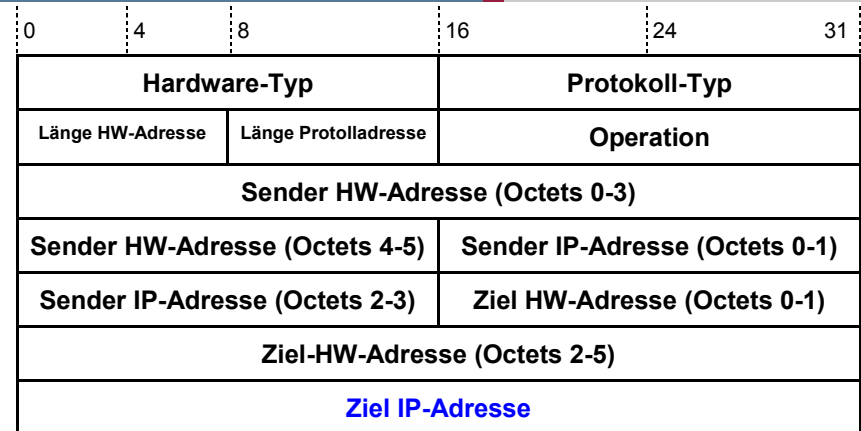 0 4 8 16 24 31
Hardware-Typ Protokoll-Typ
Länge HW-Adresse Länge Protolladresse Operation
Sender HW-Adresse (Octets 0-3)
Sender HW-Adresse (Octets 4-5) Sender IP-Adresse (Octets 0-1)
Sender IP-Adresse (Octets 2-3) Ziel HW-Adresse (Octets 0-1)
Ziel-HW-Adresse (Octets 2-5)
Ziel IP-Adresse